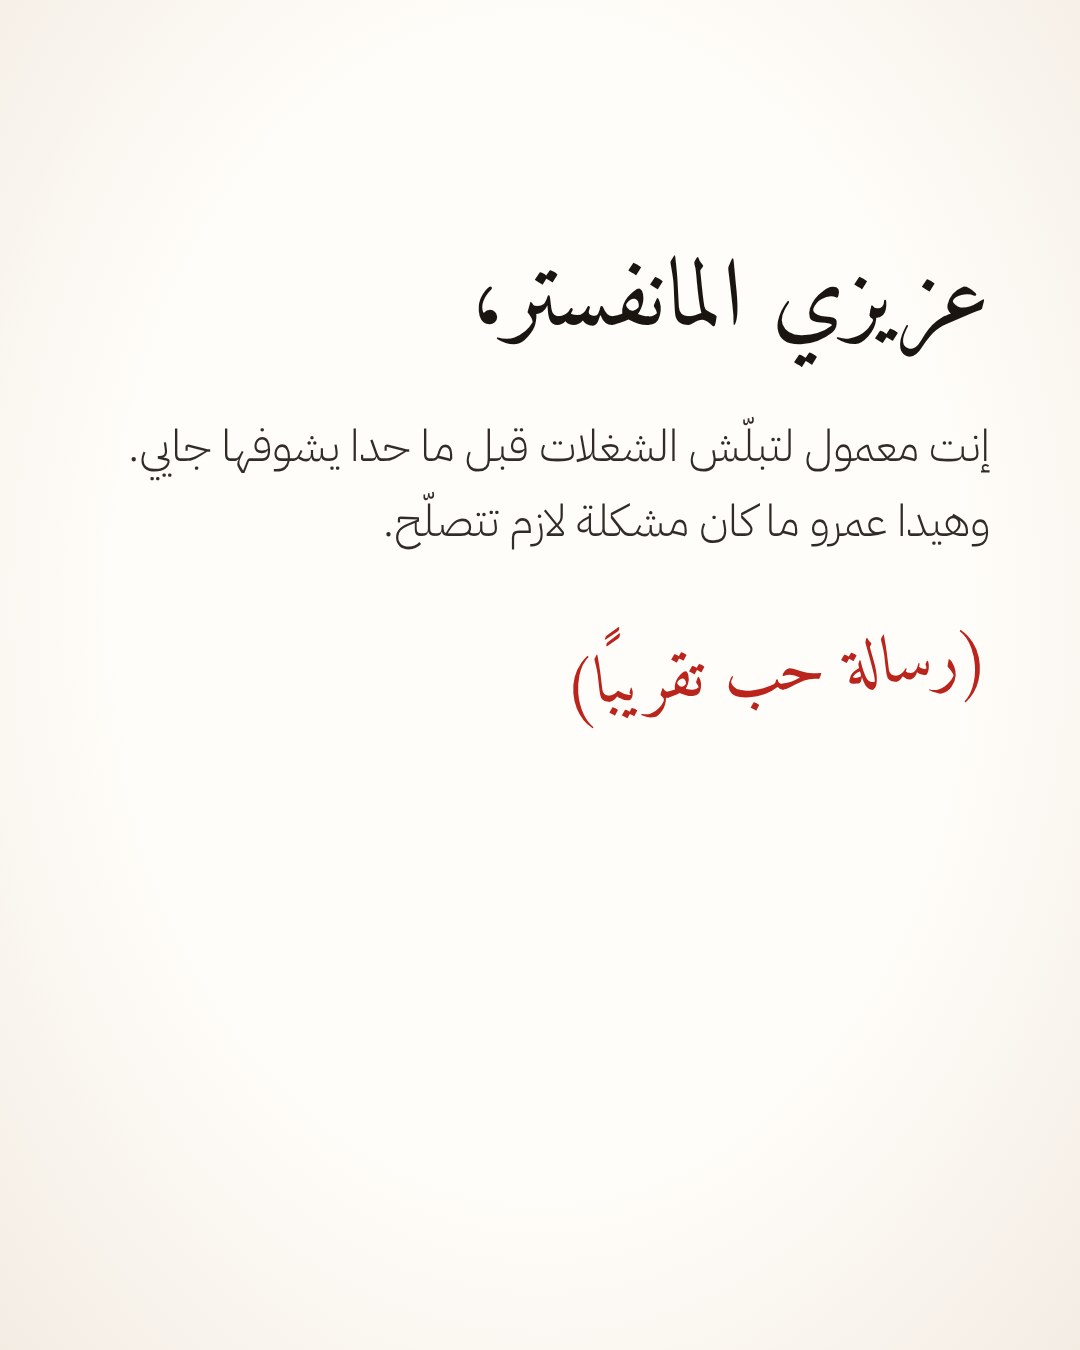 عزيزي المانفستر،
إنت معمول لتبلّش الشغلات قبل ما حدا يشوفها جايي.
وهيدا عمرو ما كان مشكلة لازم تتصلّح.
(رسالة حب تقريبًا)